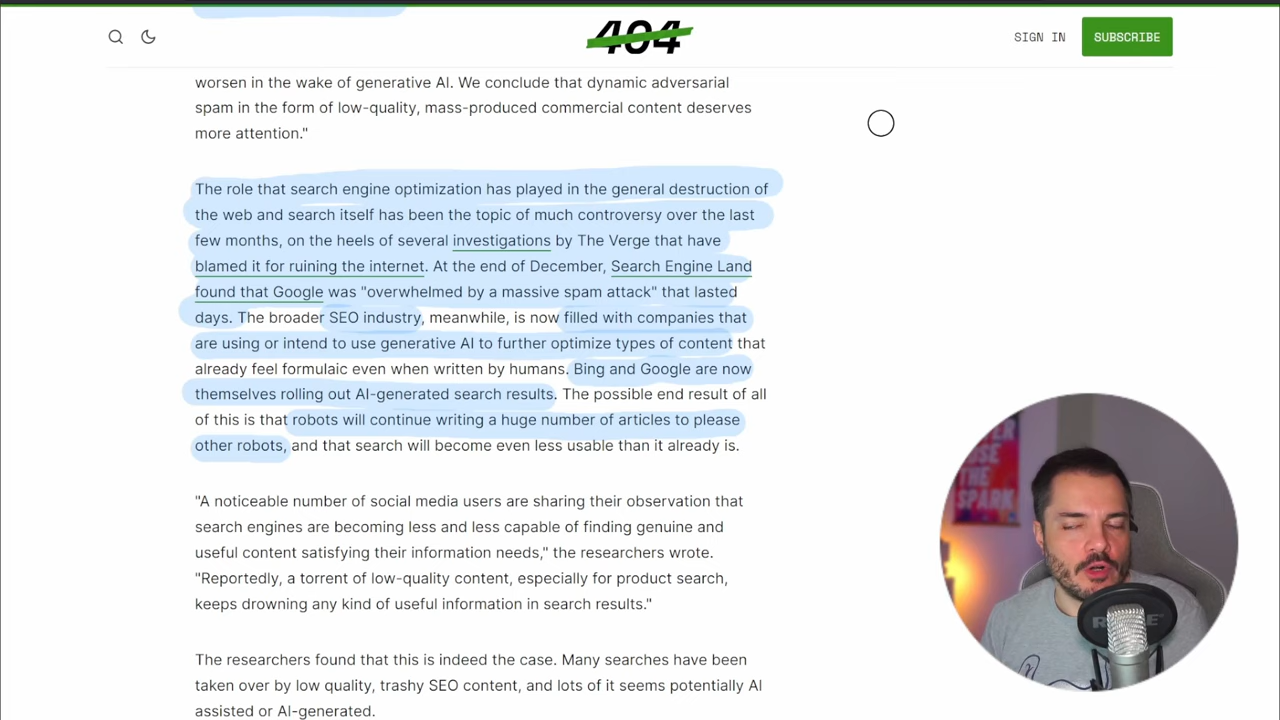 404
SIGN IN
SUBSCRIBE
worsen in the wake of generative AI. We conclude that dynamic adversarial
spam in the form of low-quality, mass-produced commercial content deserves
more attention."
The role that search engine optimization has played in the general destruction of
the web and search itself has been the topic of much controversy over the last
few months, on the heels of several investigations by The Verge that have
blamed it for ruining the internet. At the end of December, Search Engine Land
found that Google was "overwhelmed by a massive spam attack" that lasted
days. The broader SEO industry, meanwhile, is now filled with companies that
are using or intend to use generative AI to further optimize types of content that
already feel formulaic even when written by humans. Bing and Google are now
themselves rolling out AI-generated search results. The possible end result of all
of this is that robots will continue writing a huge number of articles to please
other robots, and that search will become even less usable than it already is.
"A noticeable number of social media users are sharing their observation that
search engines are becoming less and less capable of finding genuine and
useful content satisfying their information needs," the researchers wrote.
"Reportedly, a torrent of low-quality content, especially for product search,
keeps drowning any kind of useful information in search results."
The researchers found that this is indeed the case. Many searches have been
taken over by low quality, trashy SEO content, and lots of it seems potentially AI
assisted or AI-generated.
THE
SPARK